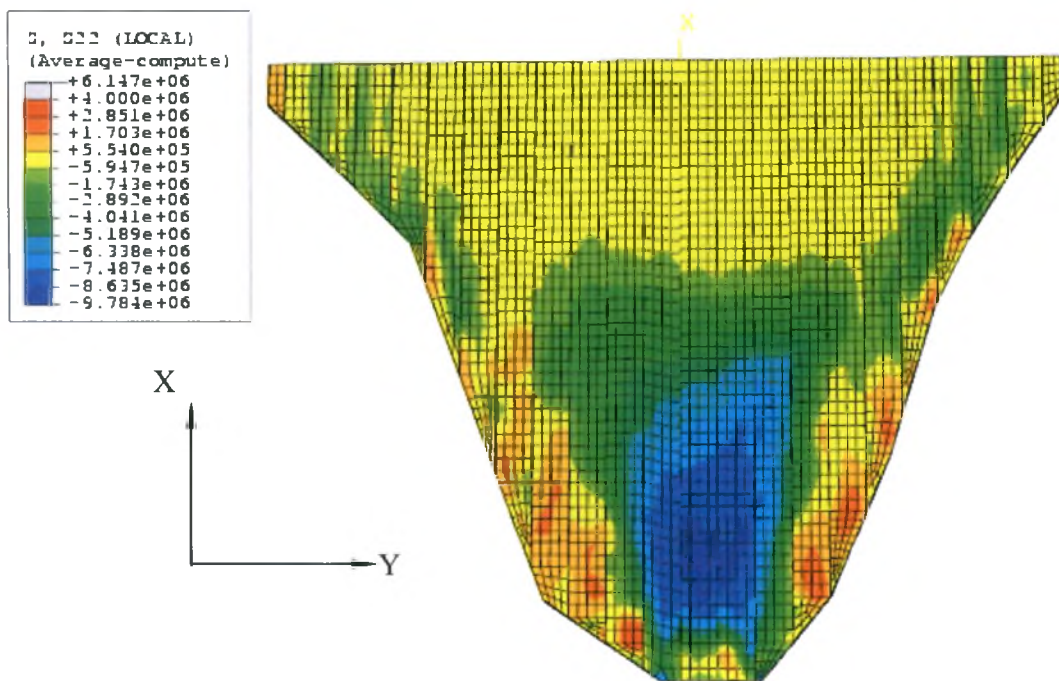 S, S22 (LOCAL)
(Average-compute)
+6.147e+06
+4.000e+06
+2.851e+06
+1.703e+06
+5.540e+05
-5.947e+05
-1.743e+06
-2.892e+06
-4.041e+06
-5.189e+06
-6.338e+06
-7.487e+06
-8.635e+06
-9.784e+06
X
X
Y